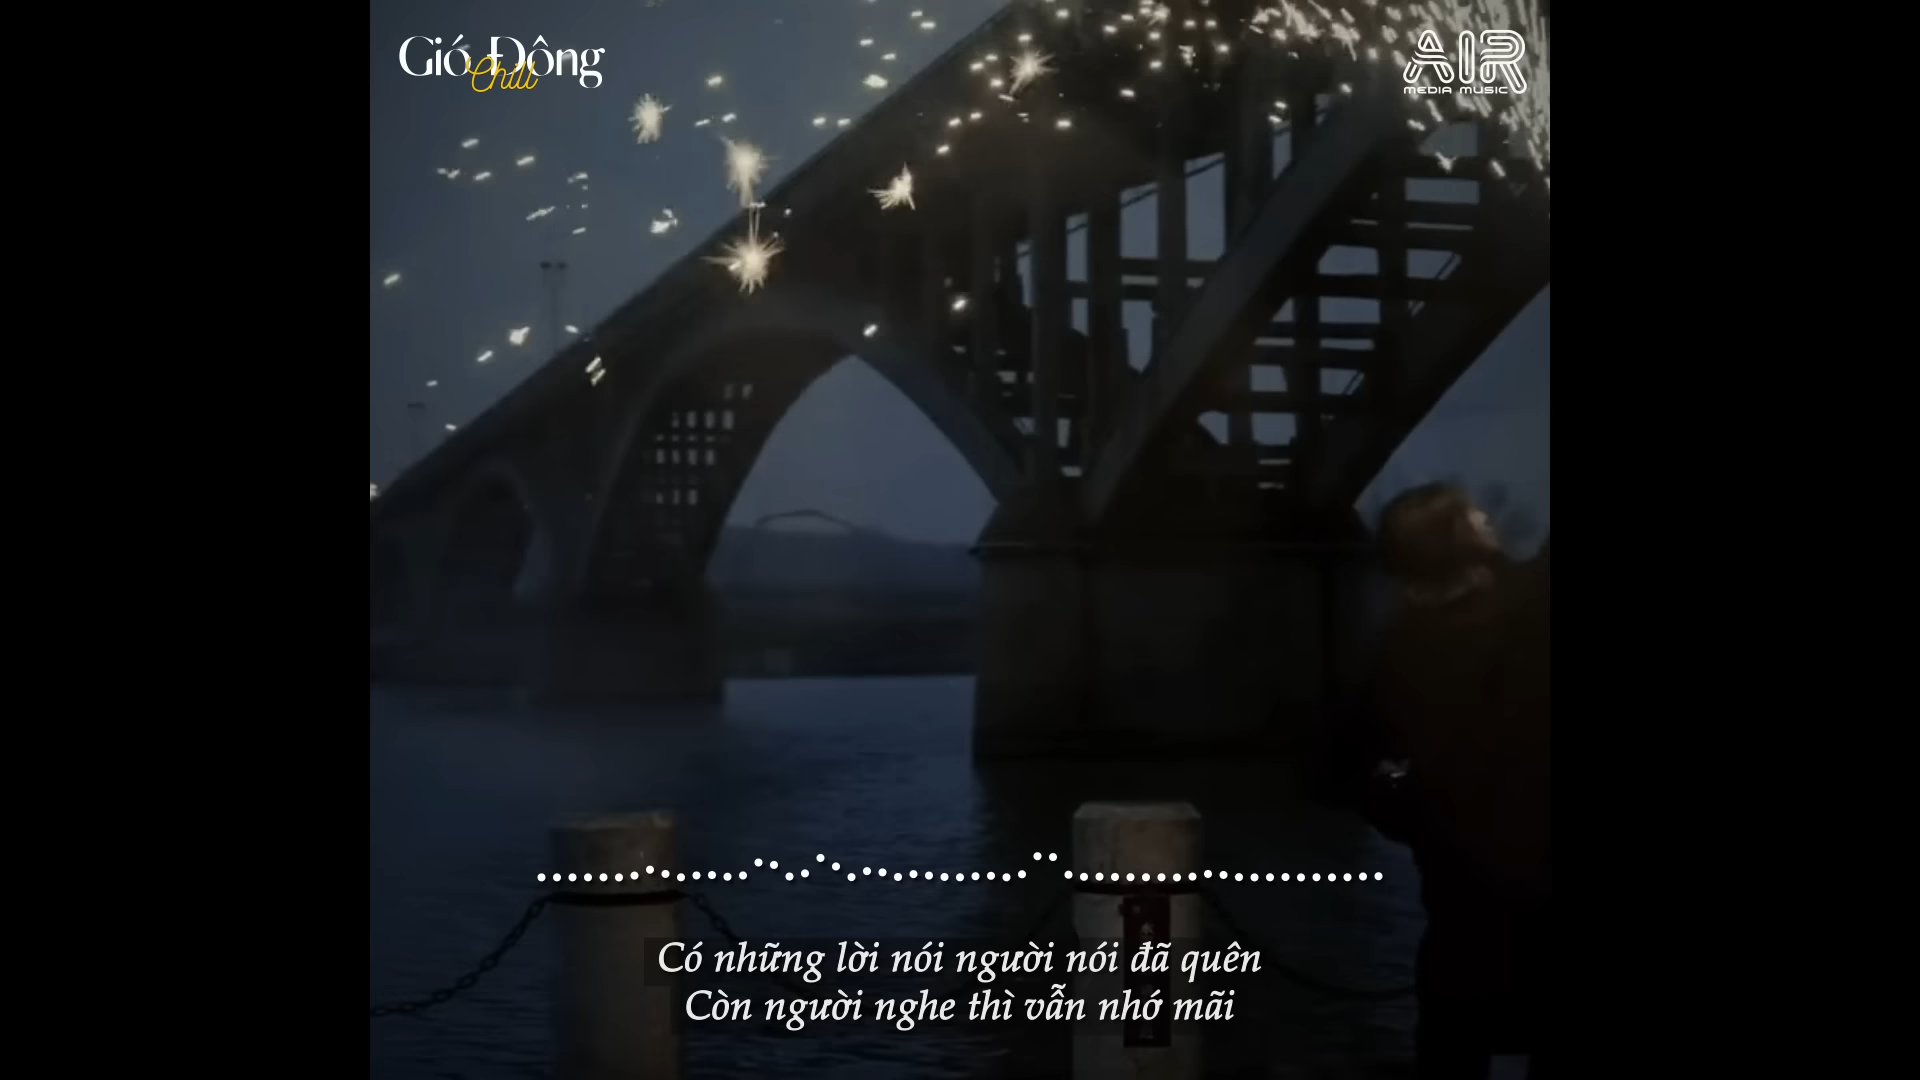 Gió Đông
Chill
AIR
MEDIA MUSIC
Có những lời nói người nói đã quên
Còn người nghe thì vẫn nhớ mãi